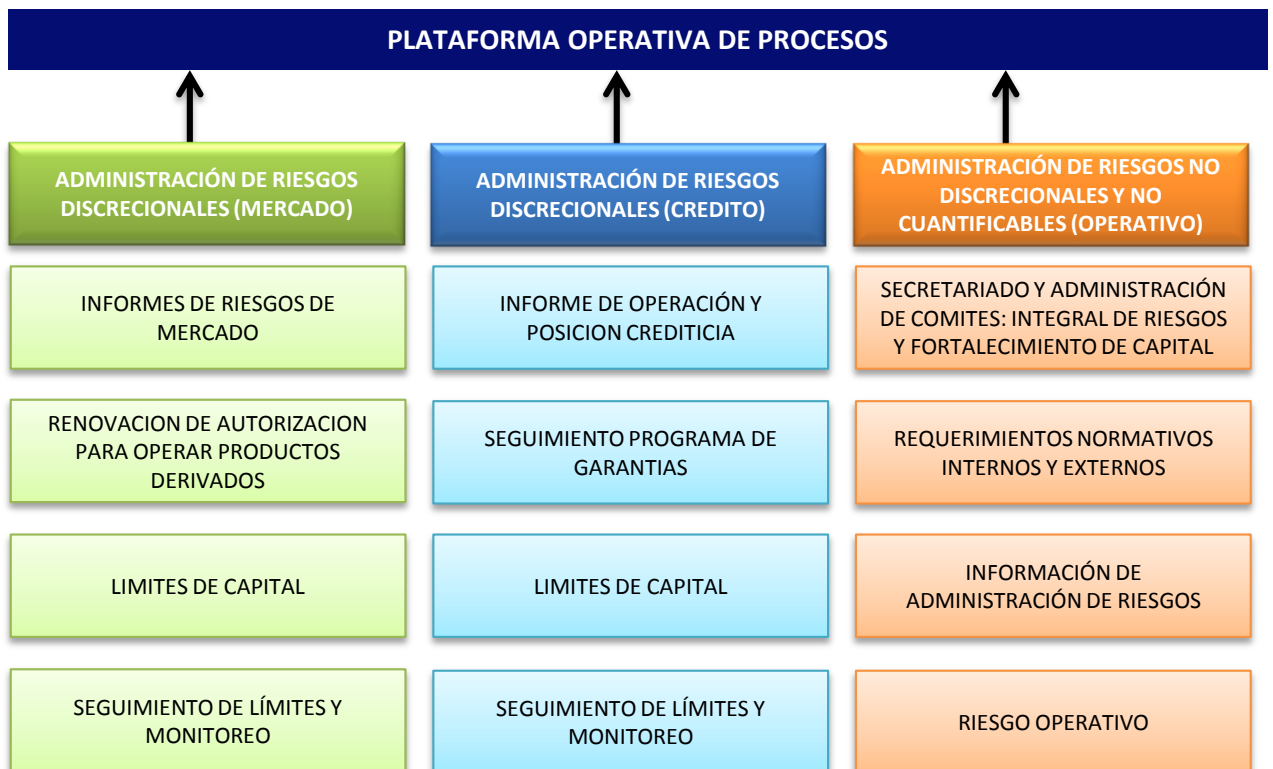 PLATAFORMA OPERATIVA DE PROCESOS
ADMINISTRACIÓN DE RIESGOS
DISCRECIONALES (MERCADO)
INFORMES DE RIESGOS DE
MERCADO
RENOVACION DE AUTORIZACION
PARA OPERAR PRODUCTOS
DERIVADOS
LIMITES DE CAPITAL
SEGUIMIENTO DE LÍMITES Y
MONITOREO
ADMINISTRACIÓN DE RIESGOS
DISCRECIONALES (CREDITO)
INFORME DE OPERACIÓN Y
POSICION CREDITICIA
SEGUIMIENTO PROGRAMA DE
GARANTIAS
LIMITES DE CAPITAL
SEGUIMIENTO DE LÍMITES Y
MONITOREO
ADMINISTRACIÓN DE RIESGOS NO
DISCRECIONALES Y NO
CUANTIFICABLES (OPERATIVO)
SECRETARIADO Y ADMINISTRACIÓN
DE COMITES: INTEGRAL DE RIESGOS
Y FORTALECIMIENTO DE CAPITAL
REQUERIMIENTOS NORMATIVOS
INTERNOS Y EXTERNOS
INFORMACIÓN DE
ADMINISTRACIÓN DE RIESGOS
RIESGO OPERATIVO